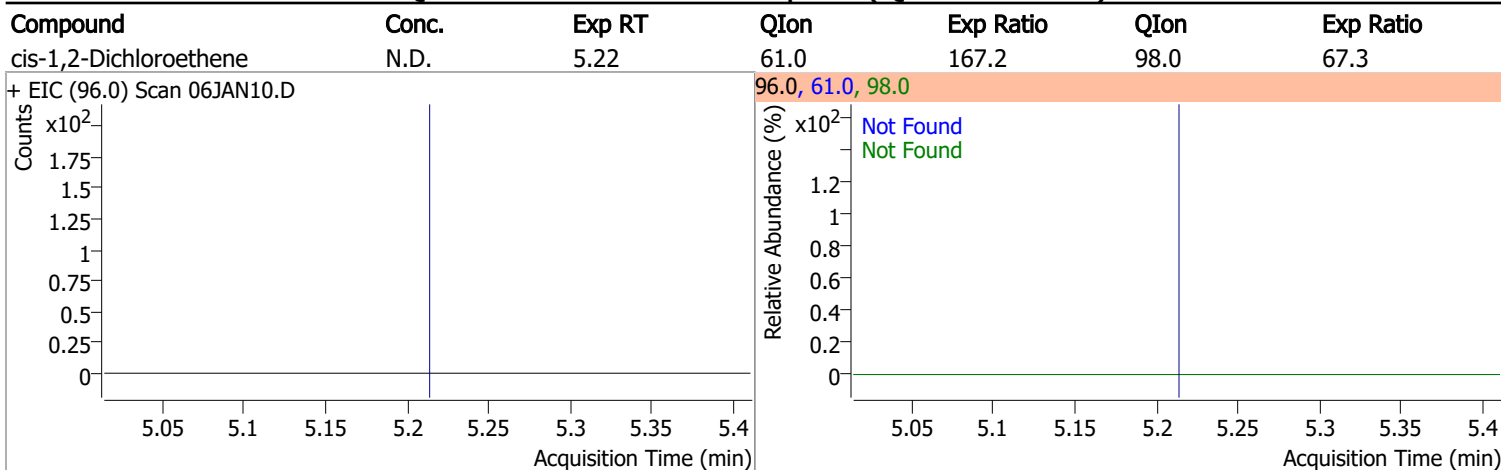 Compound Conc. Exp RT QIon Exp Ratio QIon Exp Ratio
cis-1,2-Dichloroethene N.D. 5.22 61.0 167.2 98.0 67.3
+ EIC (96.0) Scan 06JAN10.D
Counts
x10²
1.75
1.5
1.25
1
0.75
0.5
0.25
0
5.05 5.1 5.15 5.2 5.25 5.3 5.35 5.4
Acquisition Time (min)
96.0, 61.0, 98.0
Relative Abundance (%)
x10²
Not Found
Not Found
1.2
1
0.8
0.6
0.4
0.2
0
5.05 5.1 5.15 5.2 5.25 5.3 5.35 5.4
Acquisition Time (min)